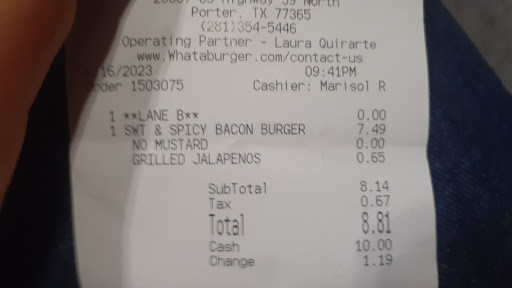 Highway 59 North
Porter, TX 77365
(281)354-5446
Operating Partner - Laura Quirarte
www.Whataburger.com/contact-us
16/2023 09:41PM
rder 1503075 Cashier: Marisol R
1 **LANE B** 0.00
1 SWT & SPICY BACON BURGER 7.49
NO MUSTARD 0.00
GRILLED JALAPENOS 0.65
SubTotal 8.14
Tax 0.67
Total 8.81
Cash 10.00
Change 1.19